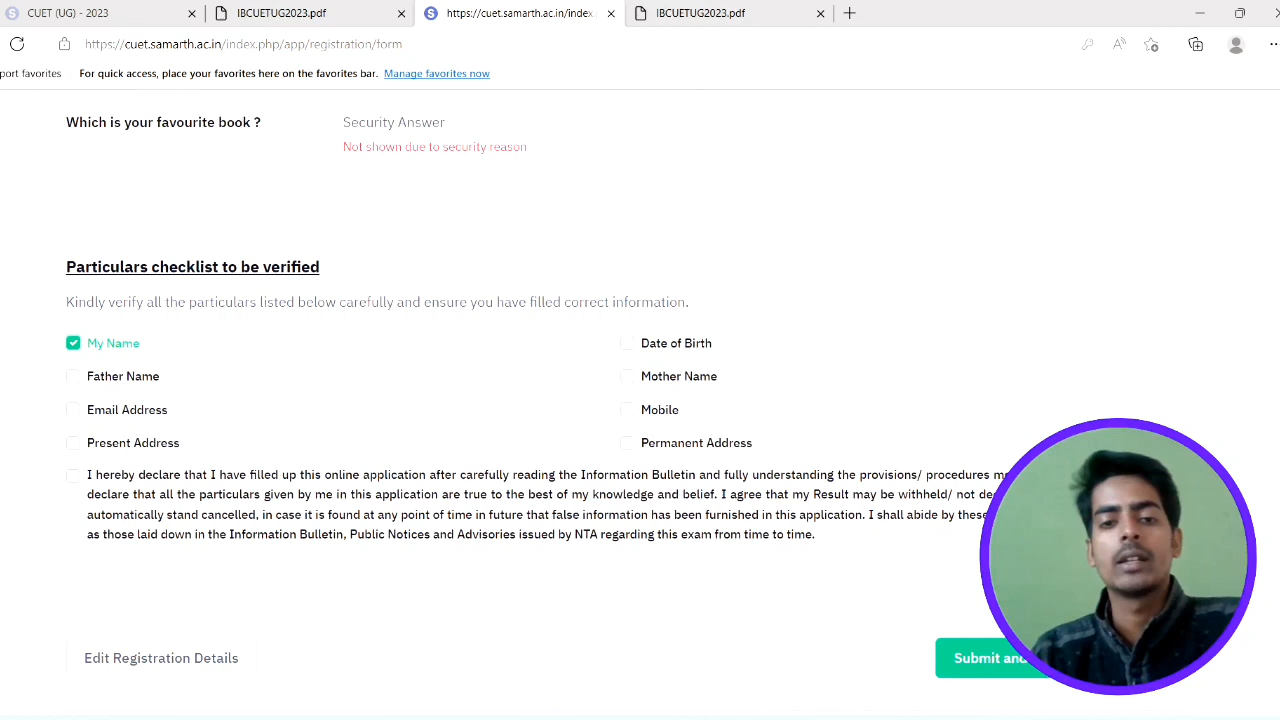 CUET (UG) - 2023
IBCUETUG2023.pdf
https://cuet.samarth.ac.in/index.
IBCUETUG2023.pdf
https://cuet.samarth.ac.in/index.php/app/registration/form
port favorites For quick access, place your favorites here on the favorites bar. Manage favorites now
Which is your favourite book ? Security Answer
Not shown due to security reason
Particulars checklist to be verified
Kindly verify all the particulars listed below carefully and ensure you have filled correct information.
My Name Date of Birth
Father Name Mother Name
Email Address Mobile
Present Address Permanent Address
I hereby declare that I have filled up this online application after carefully reading the Information Bulletin and fully understanding the provisions/ procedures
declare that all the particulars given by me in this application are true to the best of my knowledge and belief. I agree that my Result may be withheld/ not
automatically stand cancelled, in case it is found at any point of time in future that false information has been furnished in this application. I shall abide by these
as those laid down in the Information Bulletin, Public Notices and Advisories issued by NTA regarding this exam from time to time.
Edit Registration Details Submit and